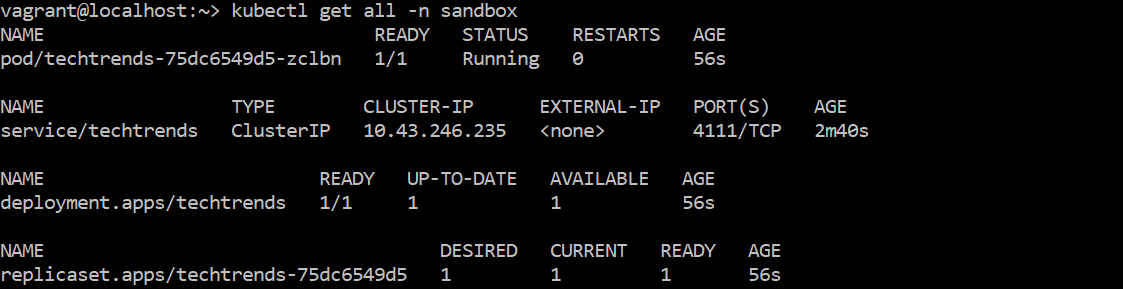 vagrant@localhost:~> kubectl get all -n sandbox
NAME READY STATUS RESTARTS AGE
pod/techtrends-75dc6549d5-zclbn 1/1 Running 0 56s
NAME TYPE CLUSTER-IP EXTERNAL-IP PORT(S) AGE
service/techtrends ClusterIP 10.43.246.235 <none> 4111/TCP 2m40s
NAME READY UP-TO-DATE AVAILABLE AGE
deployment.apps/techtrends 1/1 1 1 56s
NAME DESIRED CURRENT READY AGE
replicaset.apps/techtrends-75dc6549d5 1 1 1 56s